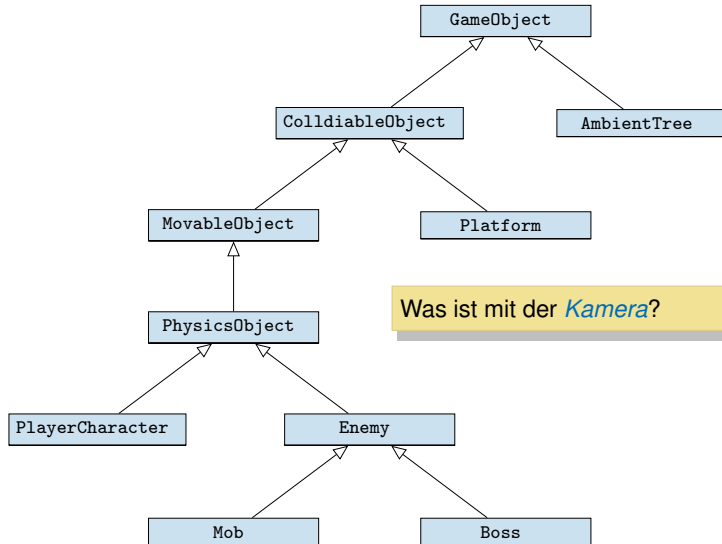 GameObject
ColldiableObject
AmbientTree
MovableObject
Platform
Was ist mit der Kamera?
PhysicsObject
PlayerCharacter
Enemy
Mob
Boss